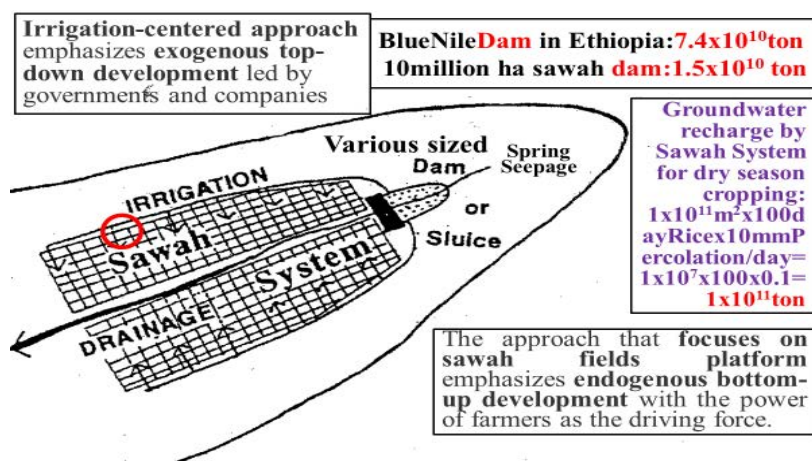 Irrigation-centered approach
emphasizes exogenous top-
down development led by
governments and companies
BlueNileDam in Ethiopia:7.4x10¹⁰ton
10million ha sawah dam:1.5x10¹⁰ ton
Groundwater
recharge by
Sawah System
for dry season
cropping:
1x10¹¹m²x100d
ayRicex10mmP
ercolation/day=
1x10⁷x100x0.1=
1x10¹¹ton
Various sized
Dam
or
Sluice
Spring
Seepage
IRRIGATION
Sawah
System
DRAINAGE
The approach that focuses on
sawah fields platform
emphasizes endogenous bottom-
up development with the power
of farmers as the driving force.